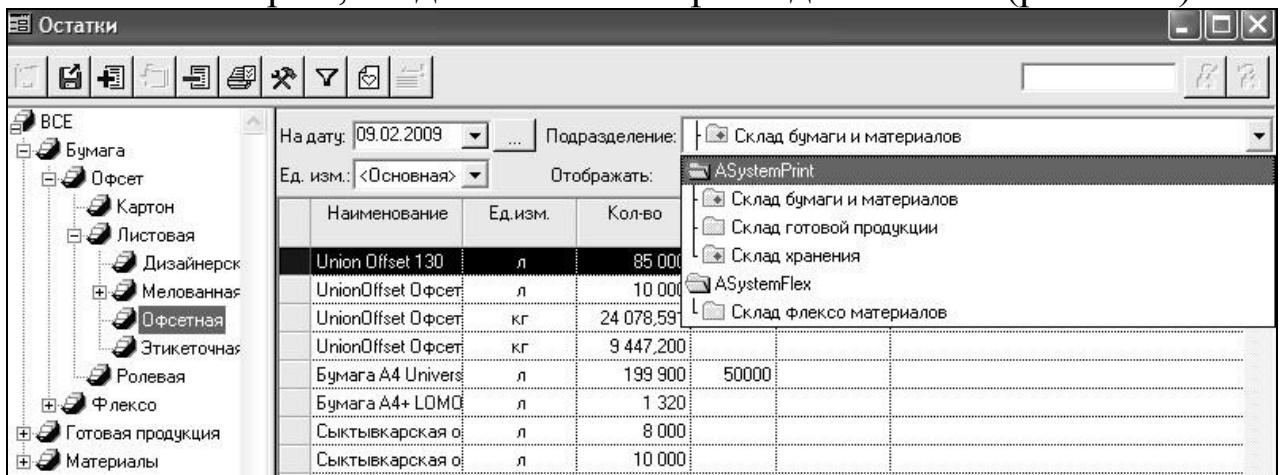 Остатки
ВСЕ
Бумага
Офсет
Картон
Листовая
Дизайнерск
Мелованная
Офсетная
Этикеточная
Ролевая
Флексо
Готовая продукция
Материалы
На дату: 09.02.2009 ... Подразделение: Склад бумаги и материалов
Ед. изм.: <Основная> Отображать:
ASystemPrint
Склад бумаги и материалов
Склад готовой продукции
Склад хранения
ASystemFlex
Склад флексо материалов
Наименование Ед.изм. Кол-во
Union Offset 130 л 85 000
UnionOffset Офсет л 10 000
UnionOffset Офсет кг 24 078,591
UnionOffset Офсет кг 9 447,200
Бумага А4 Univers л 199 900 50000
Бумага А4+ LOMO л 1 320
Сыктывкарская о л 8 000
Сыктывкарская о л 10 000